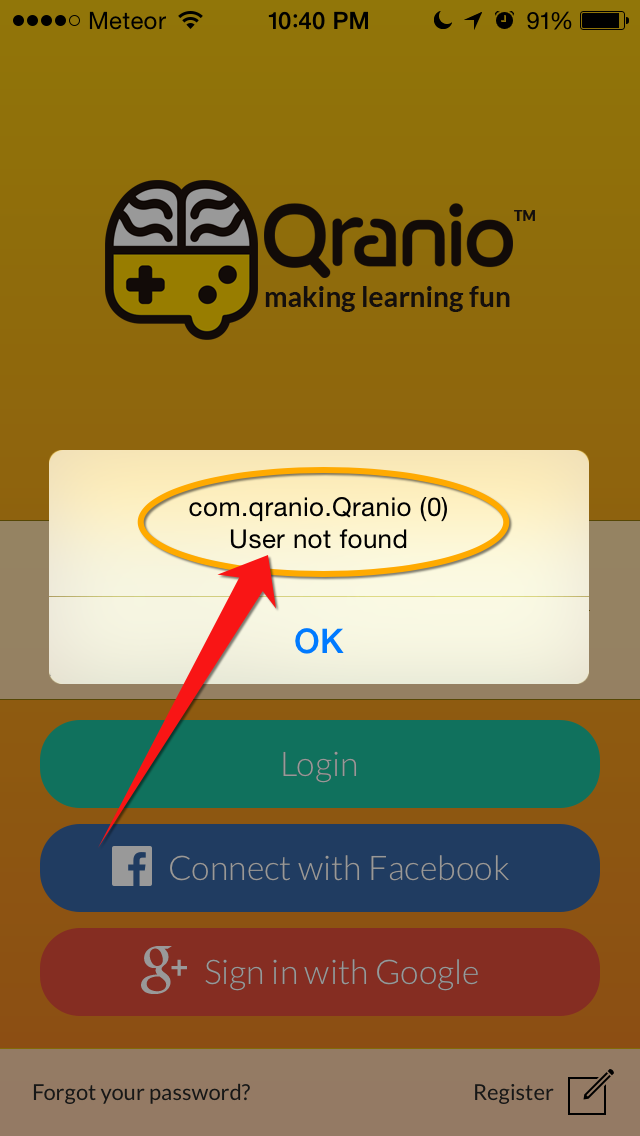 Meteor 10:40 PM 91%
Qranio™
making learning fun
com.qranio.Qranio (0)
User not found
OK
Login
Connect with Facebook
g+ Sign in with Google
Forgot your password? Register